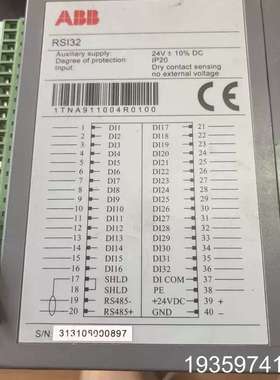 ABB
RSI32
Auxiliary supply: 24V ± 10% DC
Degree of protection IP20
Input: Dry contact sensing
no external voltage
1TNA911004R0100
CE
1 DI1 DI17 21
2 DI2 DI18 22
3 DI3 DI19 23
4 DI4 DI20 24
5 DI5 DI21 25
6 DI6 DI22 26
7 DI7 DI23 27
8 DI8 DI24 28
9 DI9 DI25 29
10 DI10 DI26 30
11 DI11 DI27 31
12 DI12 DI28 32
13 DI13 DI29 33
14 DI14 DI30 34
15 DI15 DI31 35
16 DI16 DI32 36
17 SHLD DI COM 37
18 SHLD PE 38
19 RS485- +24VDC 39 +
20 RS485+ GND 40 -
S/N:
19359741